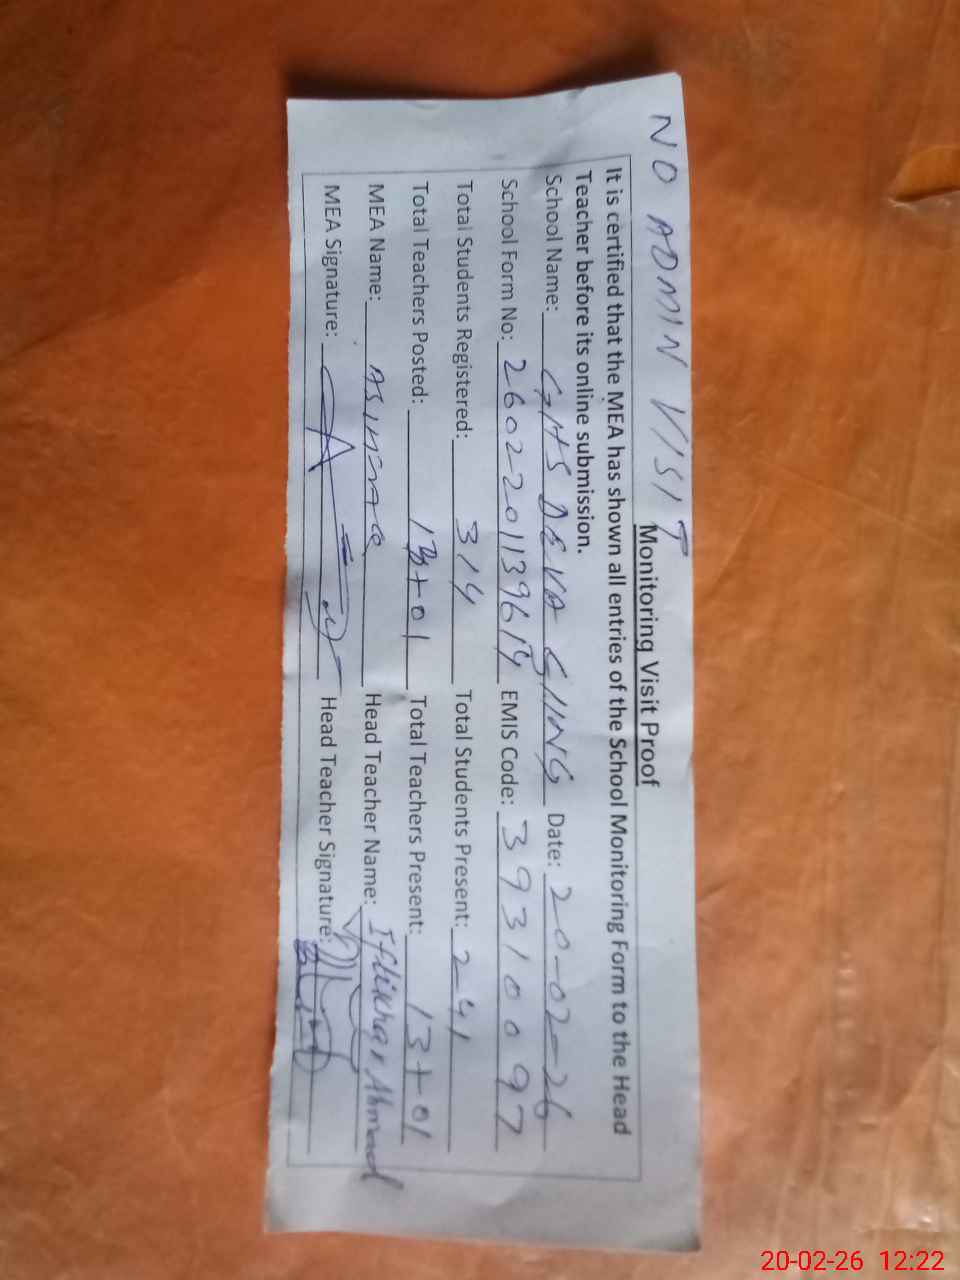 NO ADMIN VISIT
Monitoring Visit Proof
It is certified that the MEA has shown all entries of the School Monitoring Form to the Head
Teacher before its online submission.
School Name: GHS DEVA SIING Date: 20-02-26
School Form No: EMIS Code: 39310097
Total Students Registered: 314 Total Students Present: 241
Total Teachers Posted: 13+01 Total Teachers Present: 13+01
MEA Name: Head Teacher Name: Iftikhar Ahmad
MEA Signature: Head Teacher Signature:
20-02-26 12:22